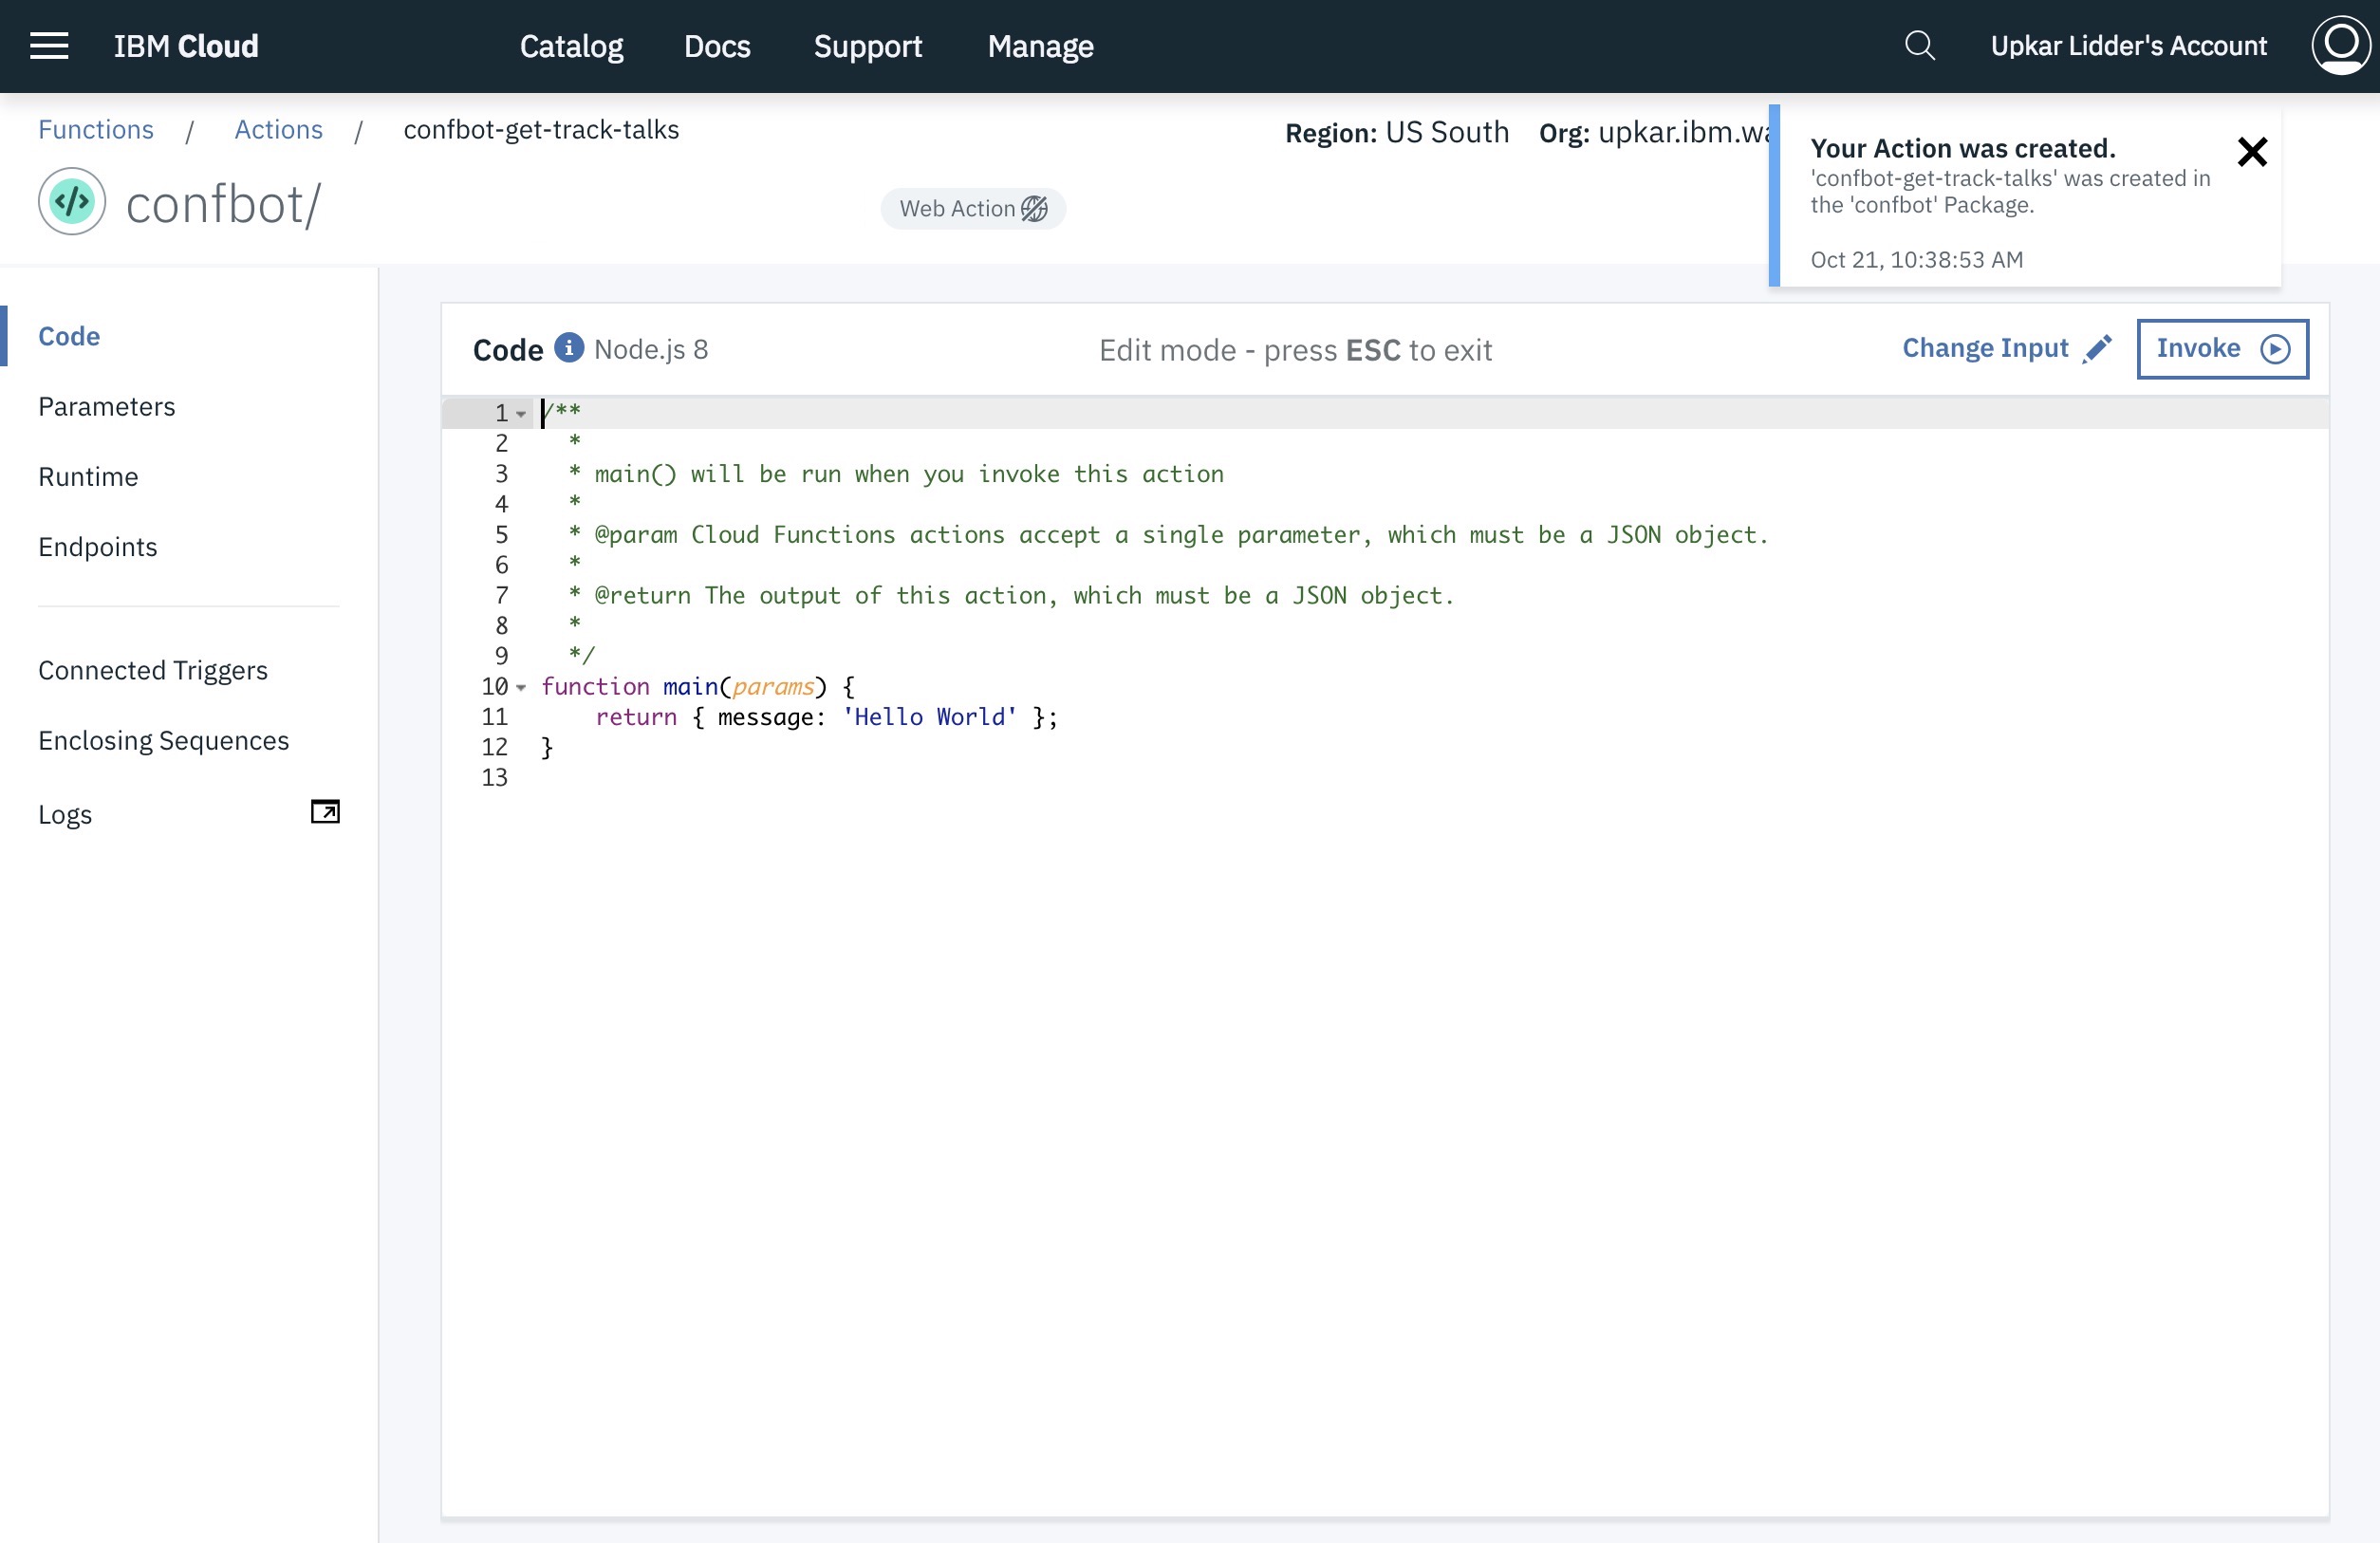 IBM Cloud Catalog Docs Support Manage Upkar Lidder's Account
Functions / Actions / confbot-get-track-talks
Region: US South Org:
confbot/
Web Action
Your Action was created.
'confbot-get-track-talks' was created in
the 'confbot' Package.
Oct 21, 10:38:53 AM
Code
Parameters
Runtime
Endpoints
Connected Triggers
Enclosing Sequences
Logs
Code Node.js 8 Edit mode - press ESC to exit Change Input Invoke
1 /**
2 *
3 * main() will be run when you invoke this action
4 *
5 * @param Cloud Functions actions accept a single parameter, which must be a JSON object.
6 *
7 * @return The output of this action, which must be a JSON object.
8 *
9 */
10 function main(params) {
11 return { message: 'Hello World' };
12 }
13